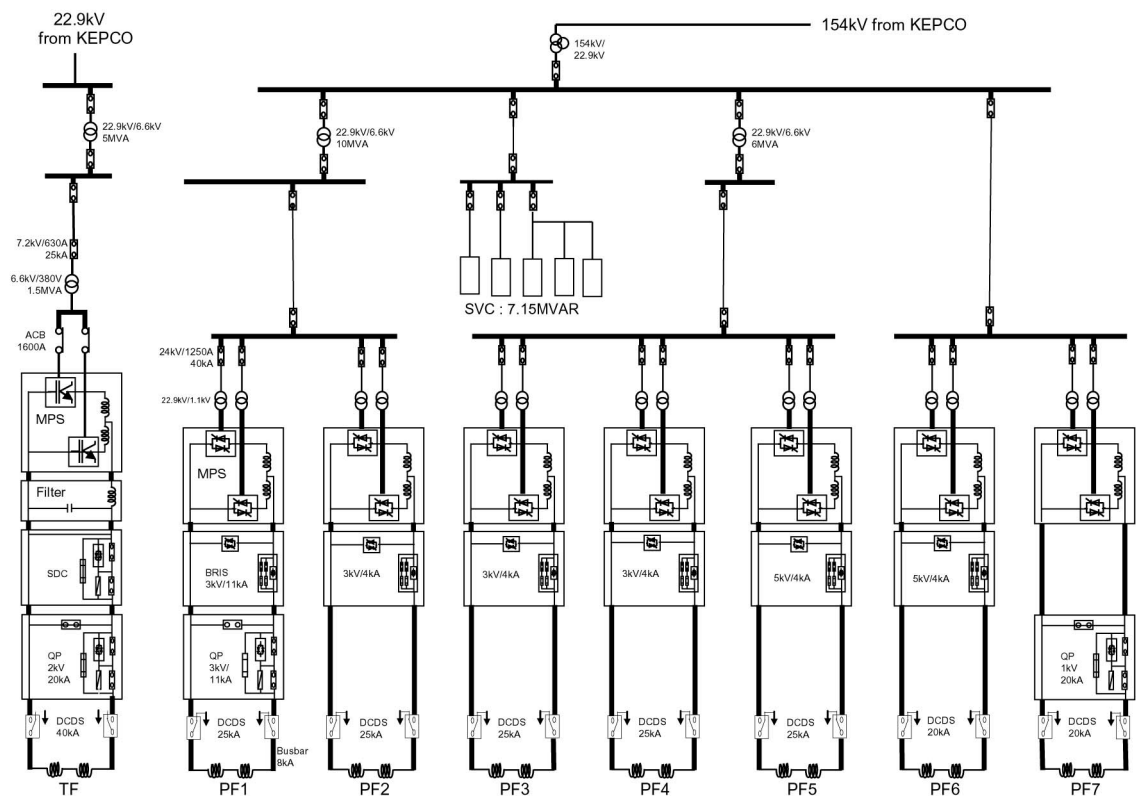 22.9kV
from KEPCO
154kV from KEPCO
154kV/
22.9kV
22.9kV/6.6kV
5MVA
22.9kV/6.6kV
10MVA
22.9kV/6.6kV
6MVA
7.2kV/630A
25kA
6.6kV/380V
1.5MVA
SVC : 7.15MVAR
ACB
1600A
24kV/1250A
40kA
22.9kV/1.1kV
MPS
MPS
Filter
SDC
BRIS
3kV/11kA
3kV/4kA
3kV/4kA
3kV/4kA
5kV/4kA
5kV/4kA
QP
2kV
20kA
QP
3kV/
11kA
QP
1kV
20kA
DCDS
40kA
DCDS
25kA
DCDS
25kA
DCDS
25kA
DCDS
25kA
DCDS
25kA
DCDS
20kA
DCDS
20kA
Busbar
8kA
TF
PF1
PF2
PF3
PF4
PF5
PF6
PF7